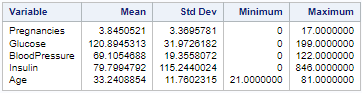 Variable Mean Std Dev Minimum Maximum
Pregnancies 3.8450521 3.3695781 0 17.0000000
Glucose 120.8945313 31.9726182 0 199.0000000
BloodPressure 69.1054688 19.3558072 0 122.0000000
Insulin 79.7994792 115.2440024 0 846.0000000
Age 33.2408854 11.7602315 21.0000000 81.0000000